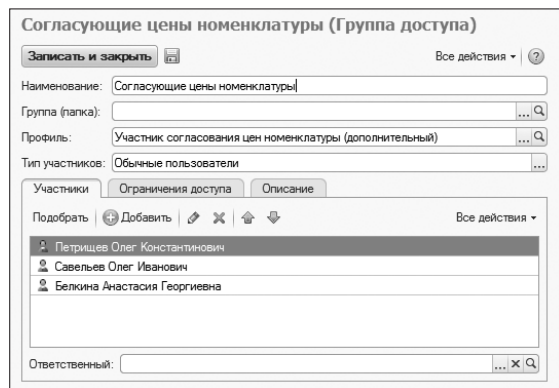 Согласующие цены номенклатуры (Группа доступа)
Записать и закрыть Все действия ?
Наименование: Согласующие цены номенклатуры
Группа (папка): ...
Профиль: Участник согласования цен номенклатуры (дополнительный) ...
Тип участников: Обычные пользователи ...
Участники Ограничения доступа Описание
Подобрать Добавить Все действия
Петрищев Олег Константинович
Савельев Олег Иванович
Белкина Анастасия Георгиевна
Ответственный: ... x